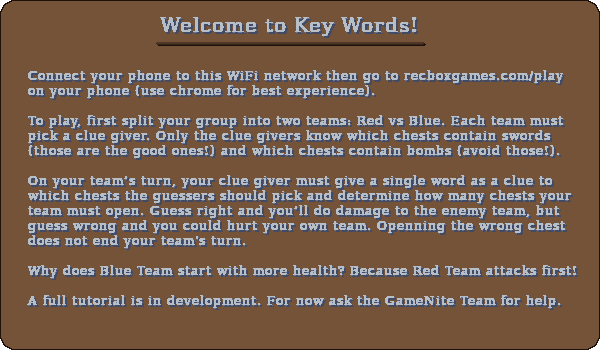 Welcome to Key Words!
Connect your phone to this WiFi network then go to recboxgames.com/play
on your phone (use chrome for best experience).
To play, first split your group into two teams: Red vs Blue. Each team must
pick a clue giver. Only the clue givers know which chests contain swords
(those are the good ones!) and which chests contain bombs (avoid those!).
On your team's turn, your clue giver must give a single word as a clue to
which chests the guessers should pick and determine how many chests your
team must open. Guess right and you'll do damage to the enemy team, but
guess wrong and you could hurt your own team. Openning the wrong chest
does not end your team's turn.
Why does Blue Team start with more health? Because Red Team attacks first!
A full tutorial is in development. For now ask the GameNite Team for help.